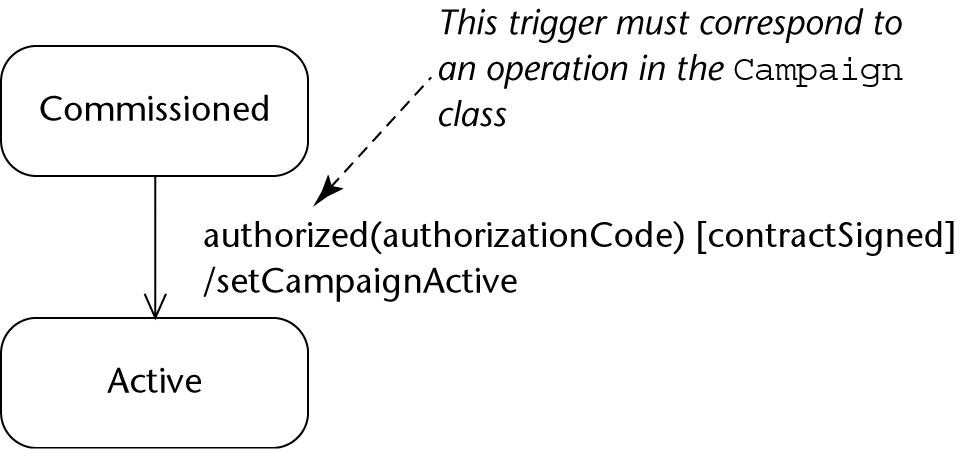 This trigger must correspond to
an operation in the Campaign
class
Commissioned
authorized(authorizationCode) [contractSigned]
/setCampaignActive
Active